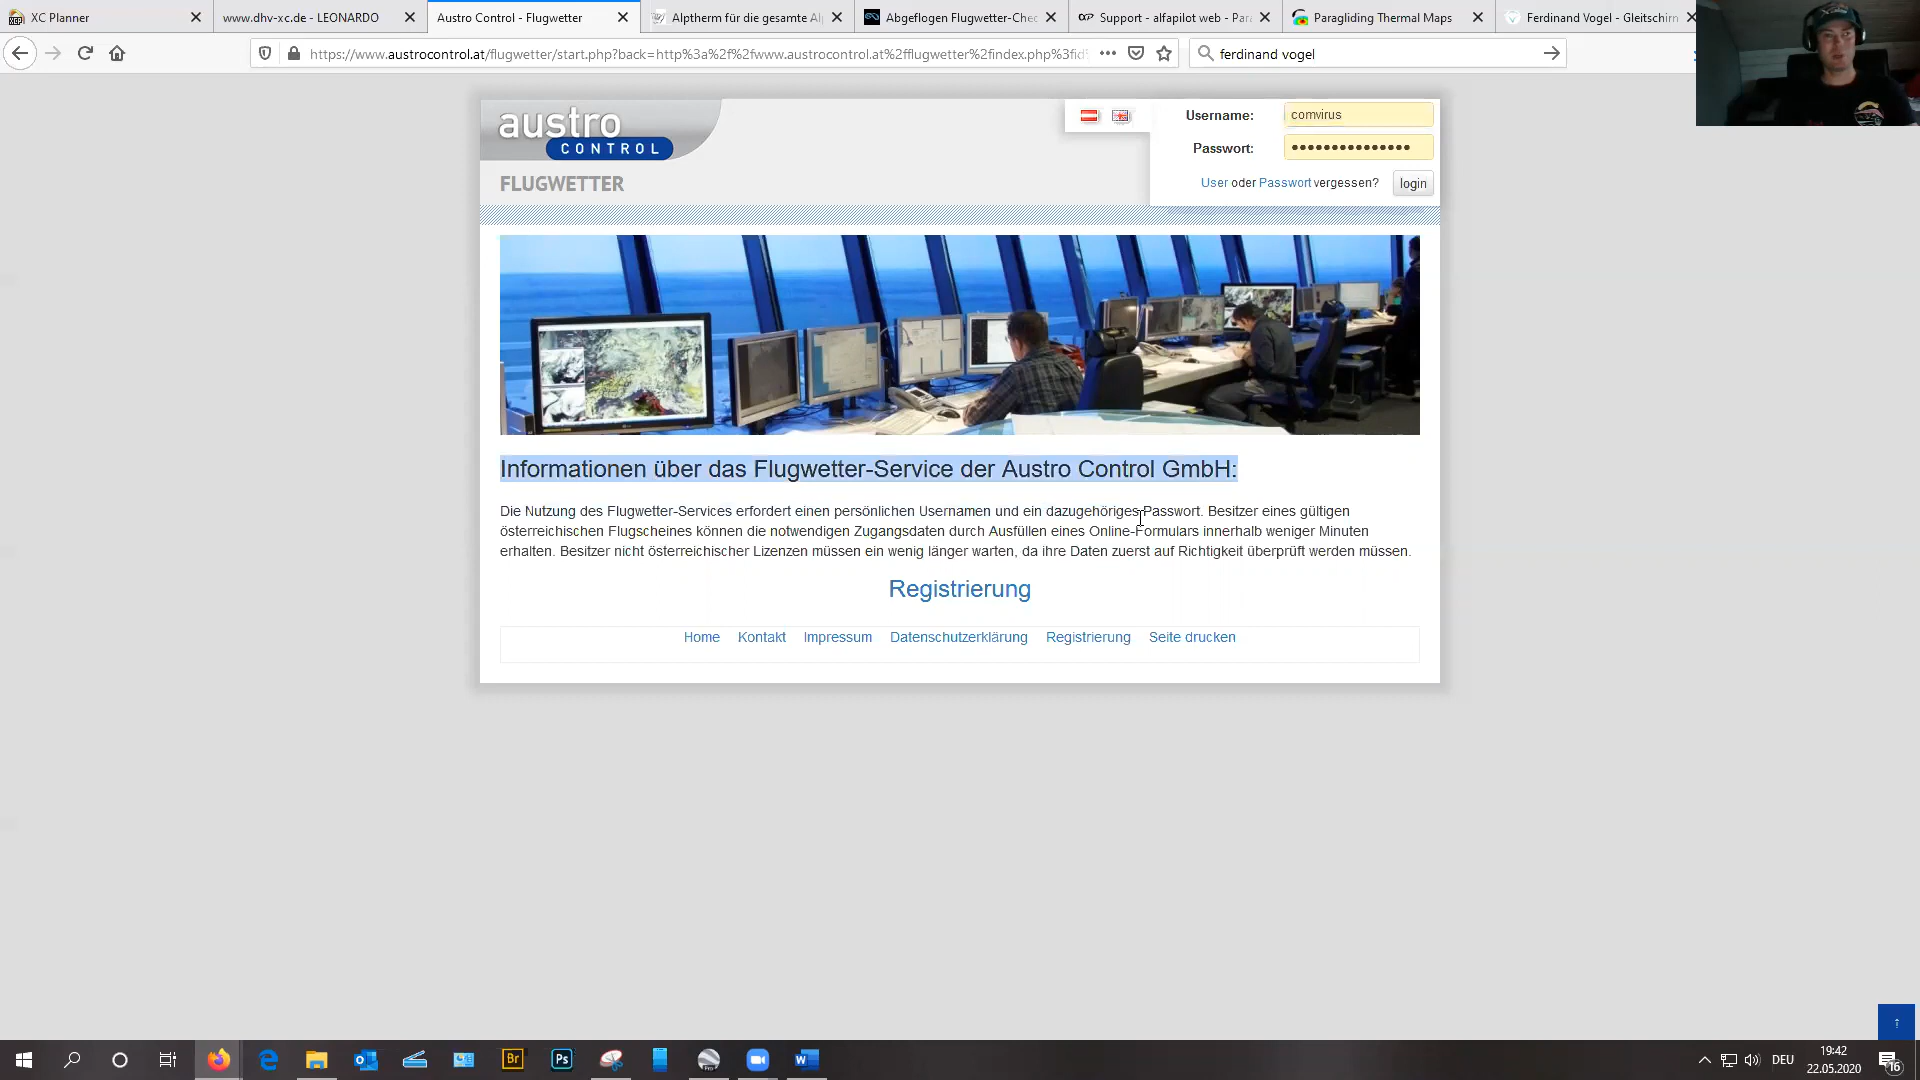 XC Planner
www.dhv-xc.de - LEONARDO
Austro Control - Flugwetter
Alptherm für die gesamte Al
Abgeflogen Flugwetter-Chec
Support - alfapilot web - Par
Paragliding Thermal Maps
Ferdinand Vogel - Gleitschirm
https://www.austrocontrol.at/flugwetter/start.php?back=http%3a%2f%2fwww.austrocontrol.at%2fflugwetter%2findex.php%3fid
ferdinand vogel
austro
CONTROL
FLUGWETTER
Username:
comvirus
Passwort:
User oder Passwort vergessen?
login
Informationen über das Flugwetter-Service der Austro Control GmbH:
Die Nutzung des Flugwetter-Services erfordert einen persönlichen Usernamen und ein dazugehöriges Passwort. Besitzer eines gültigen
österreichischen Flugscheines können die notwendigen Zugangsdaten durch Ausfüllen eines Online-Formulars innerhalb weniger Minuten
erhalten. Besitzer nicht österreichischer Lizenzen müssen ein wenig länger warten, da ihre Daten zuerst auf Richtigkeit überprüft werden müssen.
Registrierung
Home Kontakt Impressum Datenschutzerklärung Registrierung Seite drucken
Br
Ps
DEU
19:42
22.05.2020
16